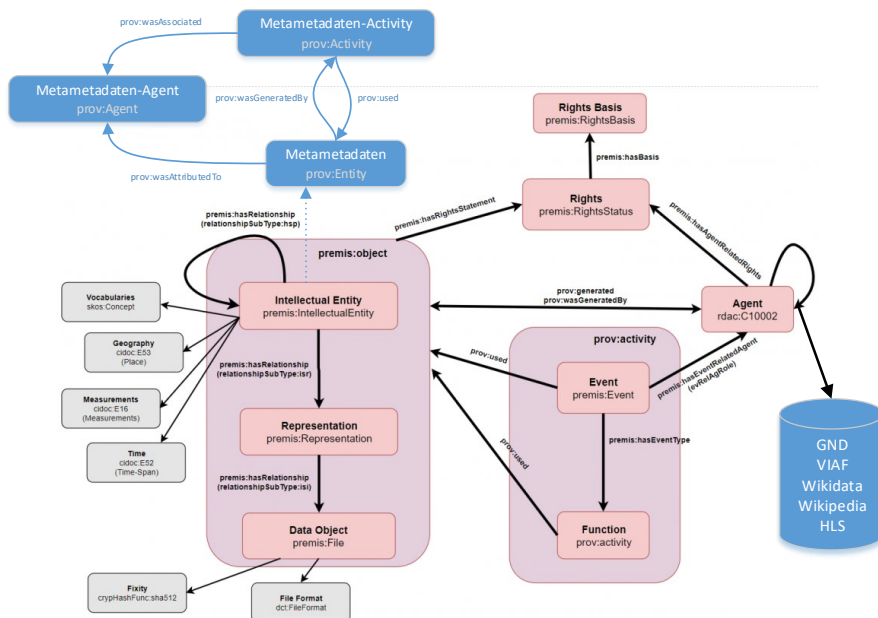 prov:wasAssociated
Metametadaten-Activity
prov:Activity
Metametadaten-Agent
prov:Agent
prov:wasGeneratedBy
prov:used
Metametadaten
prov:Entity
prov:wasAttributedTo
Rights Basis
premis:RightsBasis
premis:hasBasis
Rights
premis:RightsStatus
premis:hasRightsStatement
premis:hasAgentRelatedRights
premis:hasRelationship
(relationSubType:hsp)
premis:object
Intellectual Entity
premis:IntellectualEntity
prov:generated
prov:wasGeneratedBy
Agent
rdac:C10002
Vocabularies
skos:Concept
Geography
cidoc:E53
(Place)
Measurements
cidoc:E16
(Measurements)
Time
cidoc:E52
(Time-Span)
premis:hasRelationship
(relationshipSubType:isr)
Representation
premis:Representation
premis:hasRelationship
(relationshipSubType:isi)
Data Object
premis:File
Fixity
crypHashFunc:sha512
File Format
dct:FileFormat
prov:activity
prov:used
Event
premis:Event
premis:hasEventRelatedAgent
(evRelAgRole)
premis:hasEventType
prov:used
Function
prov:activity
GND
VIAF
Wikidata
Wikipedia
HLS